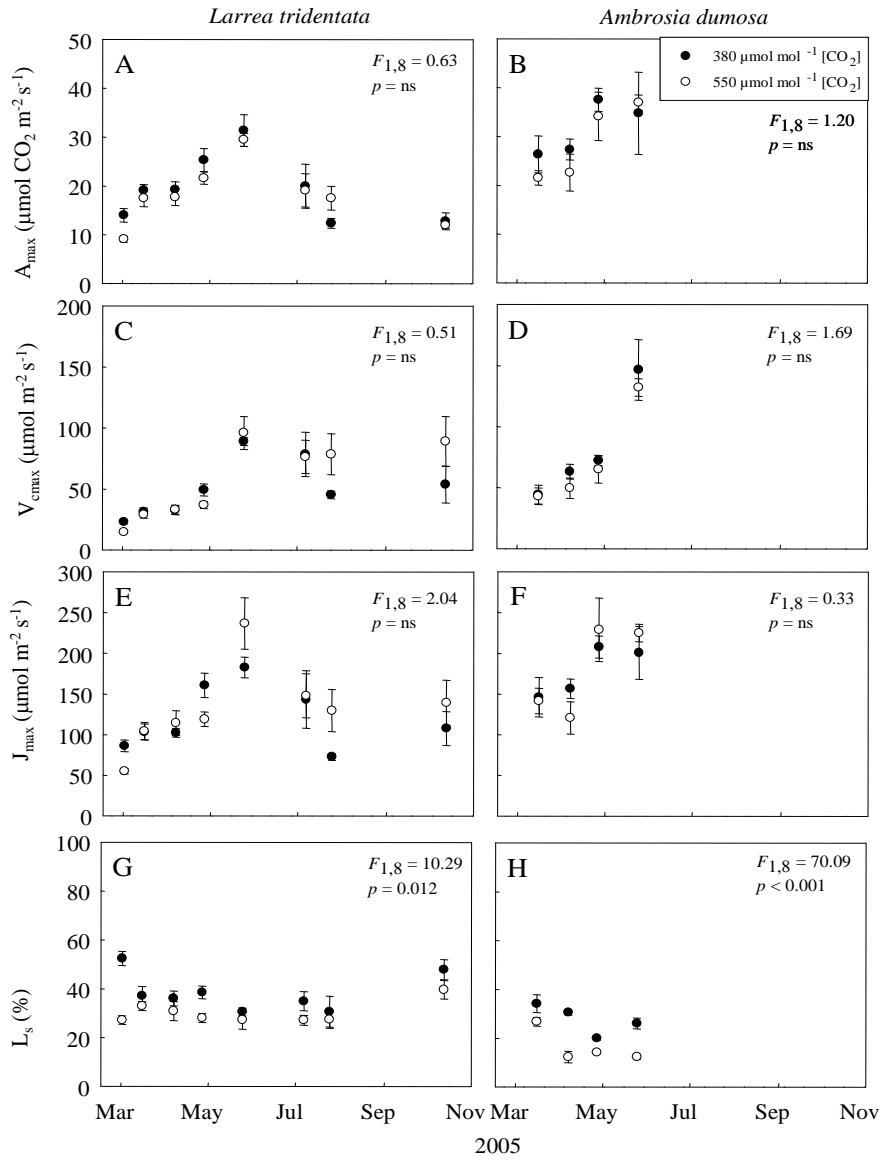 Larrea tridentata
Ambrosia dumosa
A
F1,8 = 0.63
p = ns
B
380 µmol mol -1 [CO2]
550 µmol mol -1 [CO2]
F1,8 = 1.20
p = ns
Amax (µmol CO2 m-2 s-1)
50
40
30
20
10
0
C
F1,8 = 0.51
p = ns
D
F1,8 = 1.69
p = ns
Vcmax (µmol m-2 s-1)
200
150
100
50
0
E
F1,8 = 2.04
p = ns
F
F1,8 = 0.33
p = ns
Jmax (µmol m-2 s-1)
300
250
200
150
100
50
0
G
F1,8 = 10.29
p = 0.012
H
F1,8 = 70.09
p < 0.001
Ls (%)
100
80
60
40
20
0
Mar May Jul Sep Nov Mar May Jul Sep Nov
2005